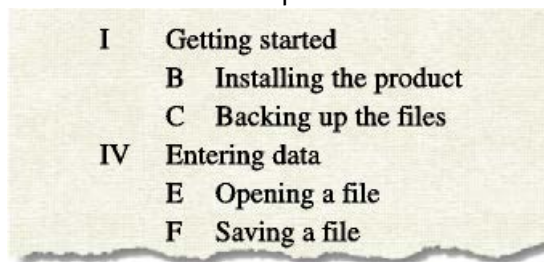 I Getting started
B Installing the product
C Backing up the files
IV Entering data
E Opening a file
F Saving a file